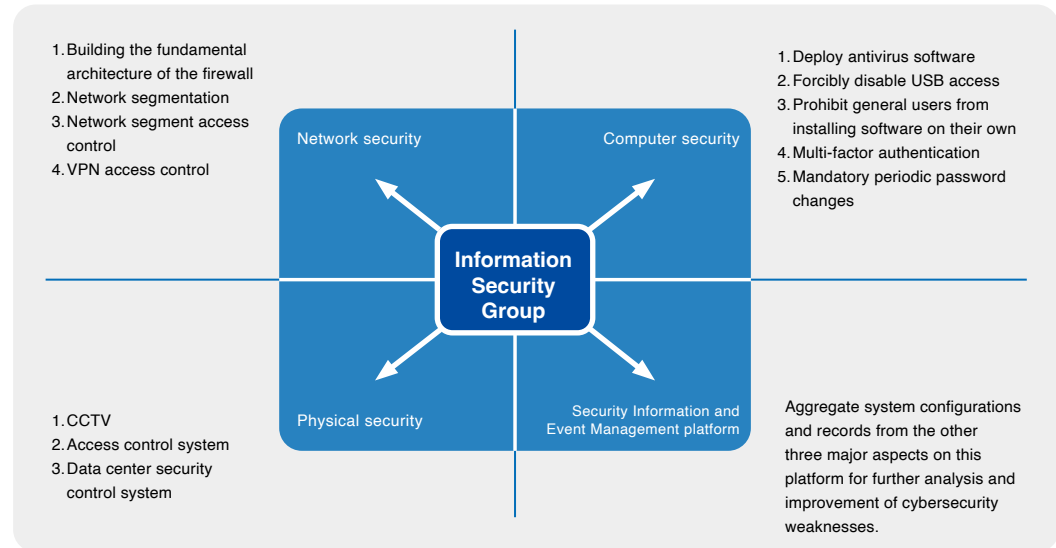 1. Building the fundamental
architecture of the firewall
2. Network segmentation
3. Network segment access
control
4. VPN access control
1. Deploy antivirus software
2. Forcibly disable USB access
3. Prohibit general users from
installing software on their own
4. Multi-factor authentication
5. Mandatory periodic password
changes
Network security
Computer security
Information
Security
Group
Physical security
Security Information and
Event Management platform
1. CCTV
2. Access control system
3. Data center security
control system
Aggregate system configurations
and records from the other
three major aspects on this
platform for further analysis and
improvement of cybersecurity
weaknesses.